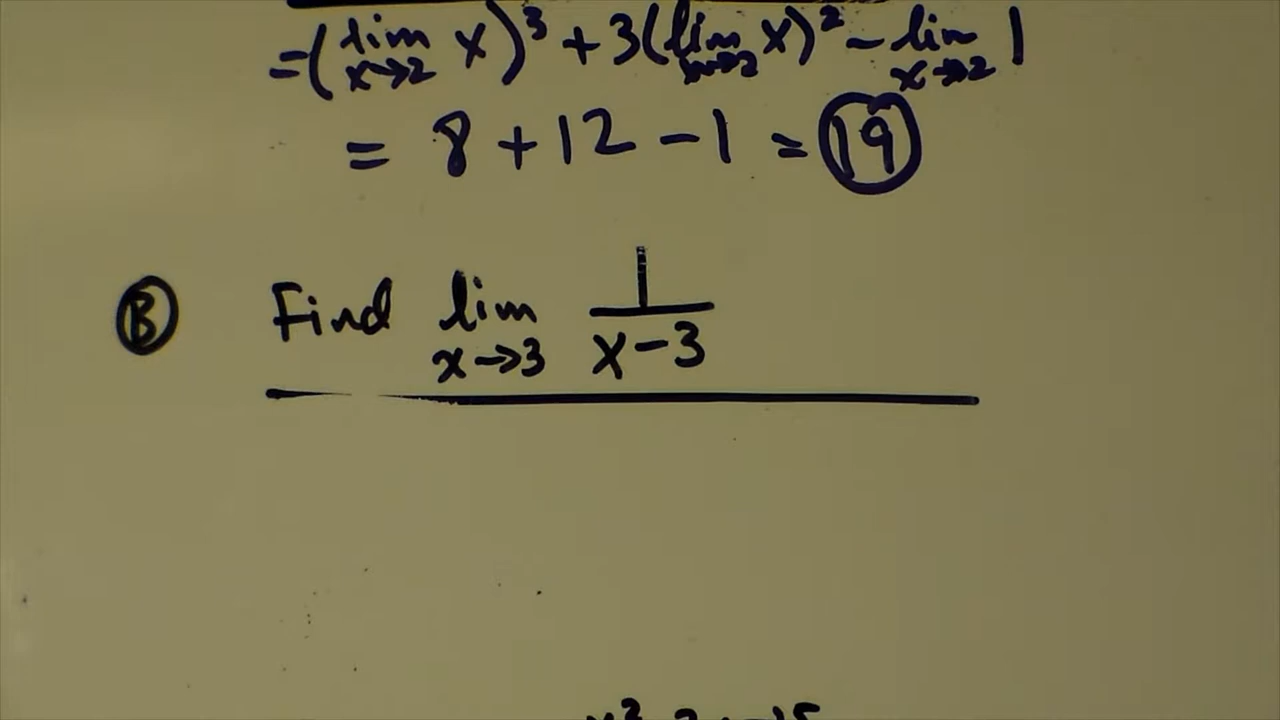 =(lim x→2 x)³ + 3(lim x→2 x)² - lim x→2 1
= 8 + 12 - 1 = 19
B Find lim x→3 1/(x-3)